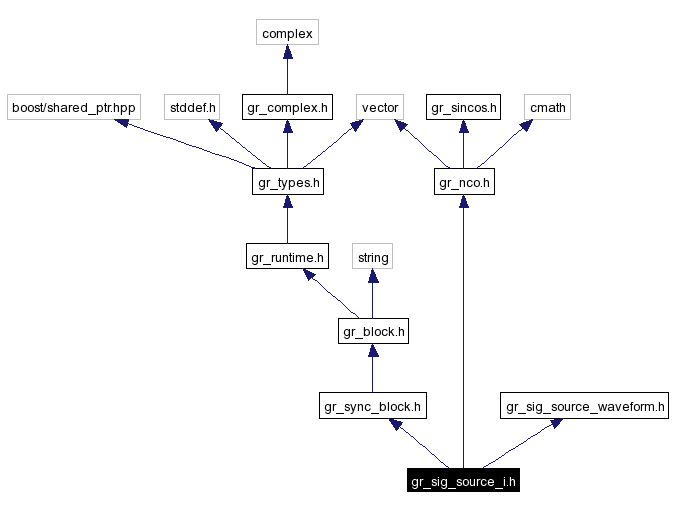 complex
boost/shared_ptr.hpp
stddef.h
gr_complex.h
vector
gr_sincos.h
cmath
gr_types.h
gr_nco.h
gr_runtime.h
string
gr_block.h
gr_sync_block.h
gr_sig_source_waveform.h
gr_sig_source_i.h